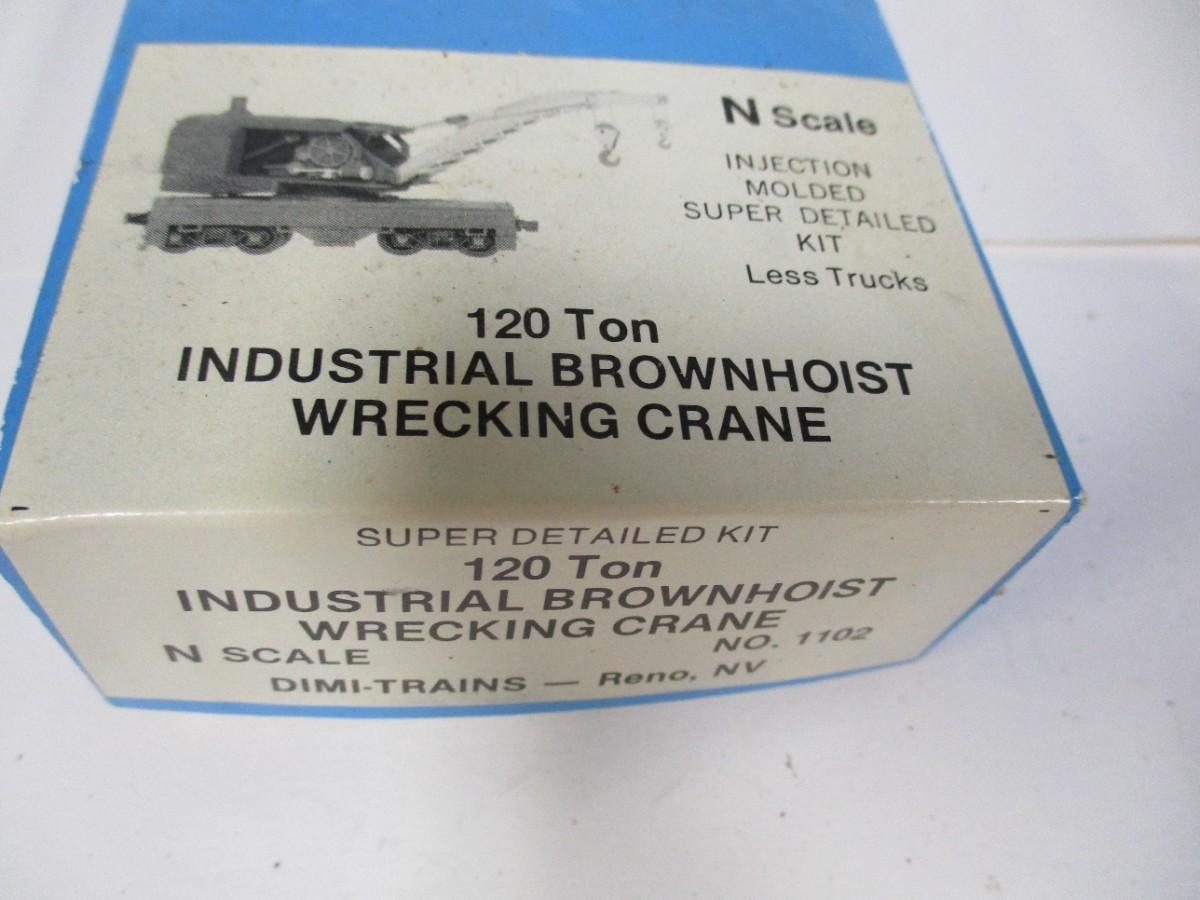 N Scale
INJECTION
MOLDED
SUPER DETAILED
KIT
Less Trucks
120 Ton
INDUSTRIAL BROWNHOIST
WRECKING CRANE
SUPER DETAILED KIT
120 Ton
INDUSTRIAL BROWNHOIST
WRECKING CRANE
N SCALE NO. 1102
DIMI-TRAINS — Reno, NV